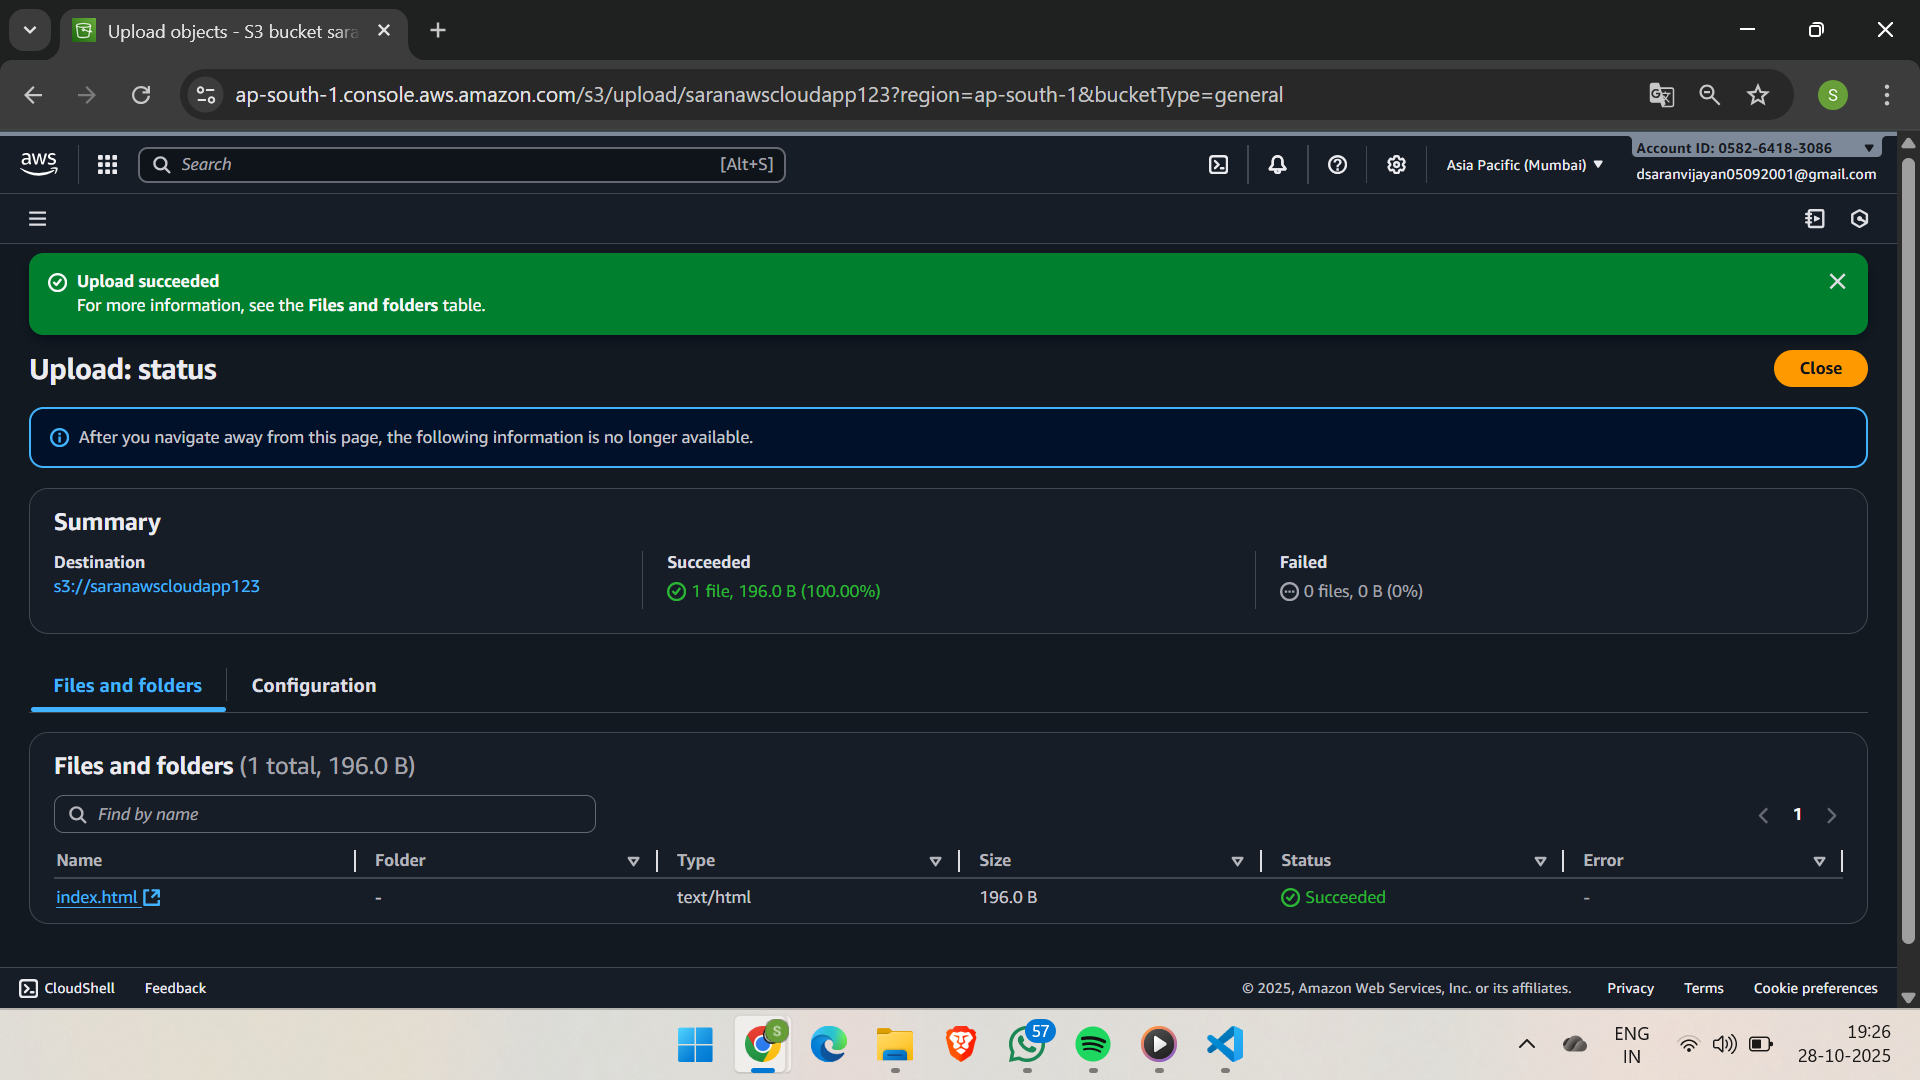 Upload objects - S3 bucket sara
ap-south-1.console.aws.amazon.com/s3/upload/saranawscloudapp123?region=ap-south-1&bucketType=general
S
aws
Search
[Alt+S]
Asia Pacific (Mumbai)
Account ID: 0582-6418-3086
dsaranvijayan05092001@gmail.com
Upload succeeded
For more information, see the Files and folders table.
Upload: status
Close
After you navigate away from this page, the following information is no longer available.
Summary
Destination
s3://saranawscloudapp123
Succeeded
1 file, 196.0 B (100.00%)
Failed
0 files, 0 B (0%)
Files and folders
Configuration
Files and folders (1 total, 196.0 B)
Find by name
1
Name Folder Type Size Status Error
index.html - text/html 196.0 B Succeeded -
CloudShell Feedback © 2025, Amazon Web Services, Inc. or its affiliates. Privacy Terms Cookie preferences
S
57
ENG
IN
19:26
28-10-2025